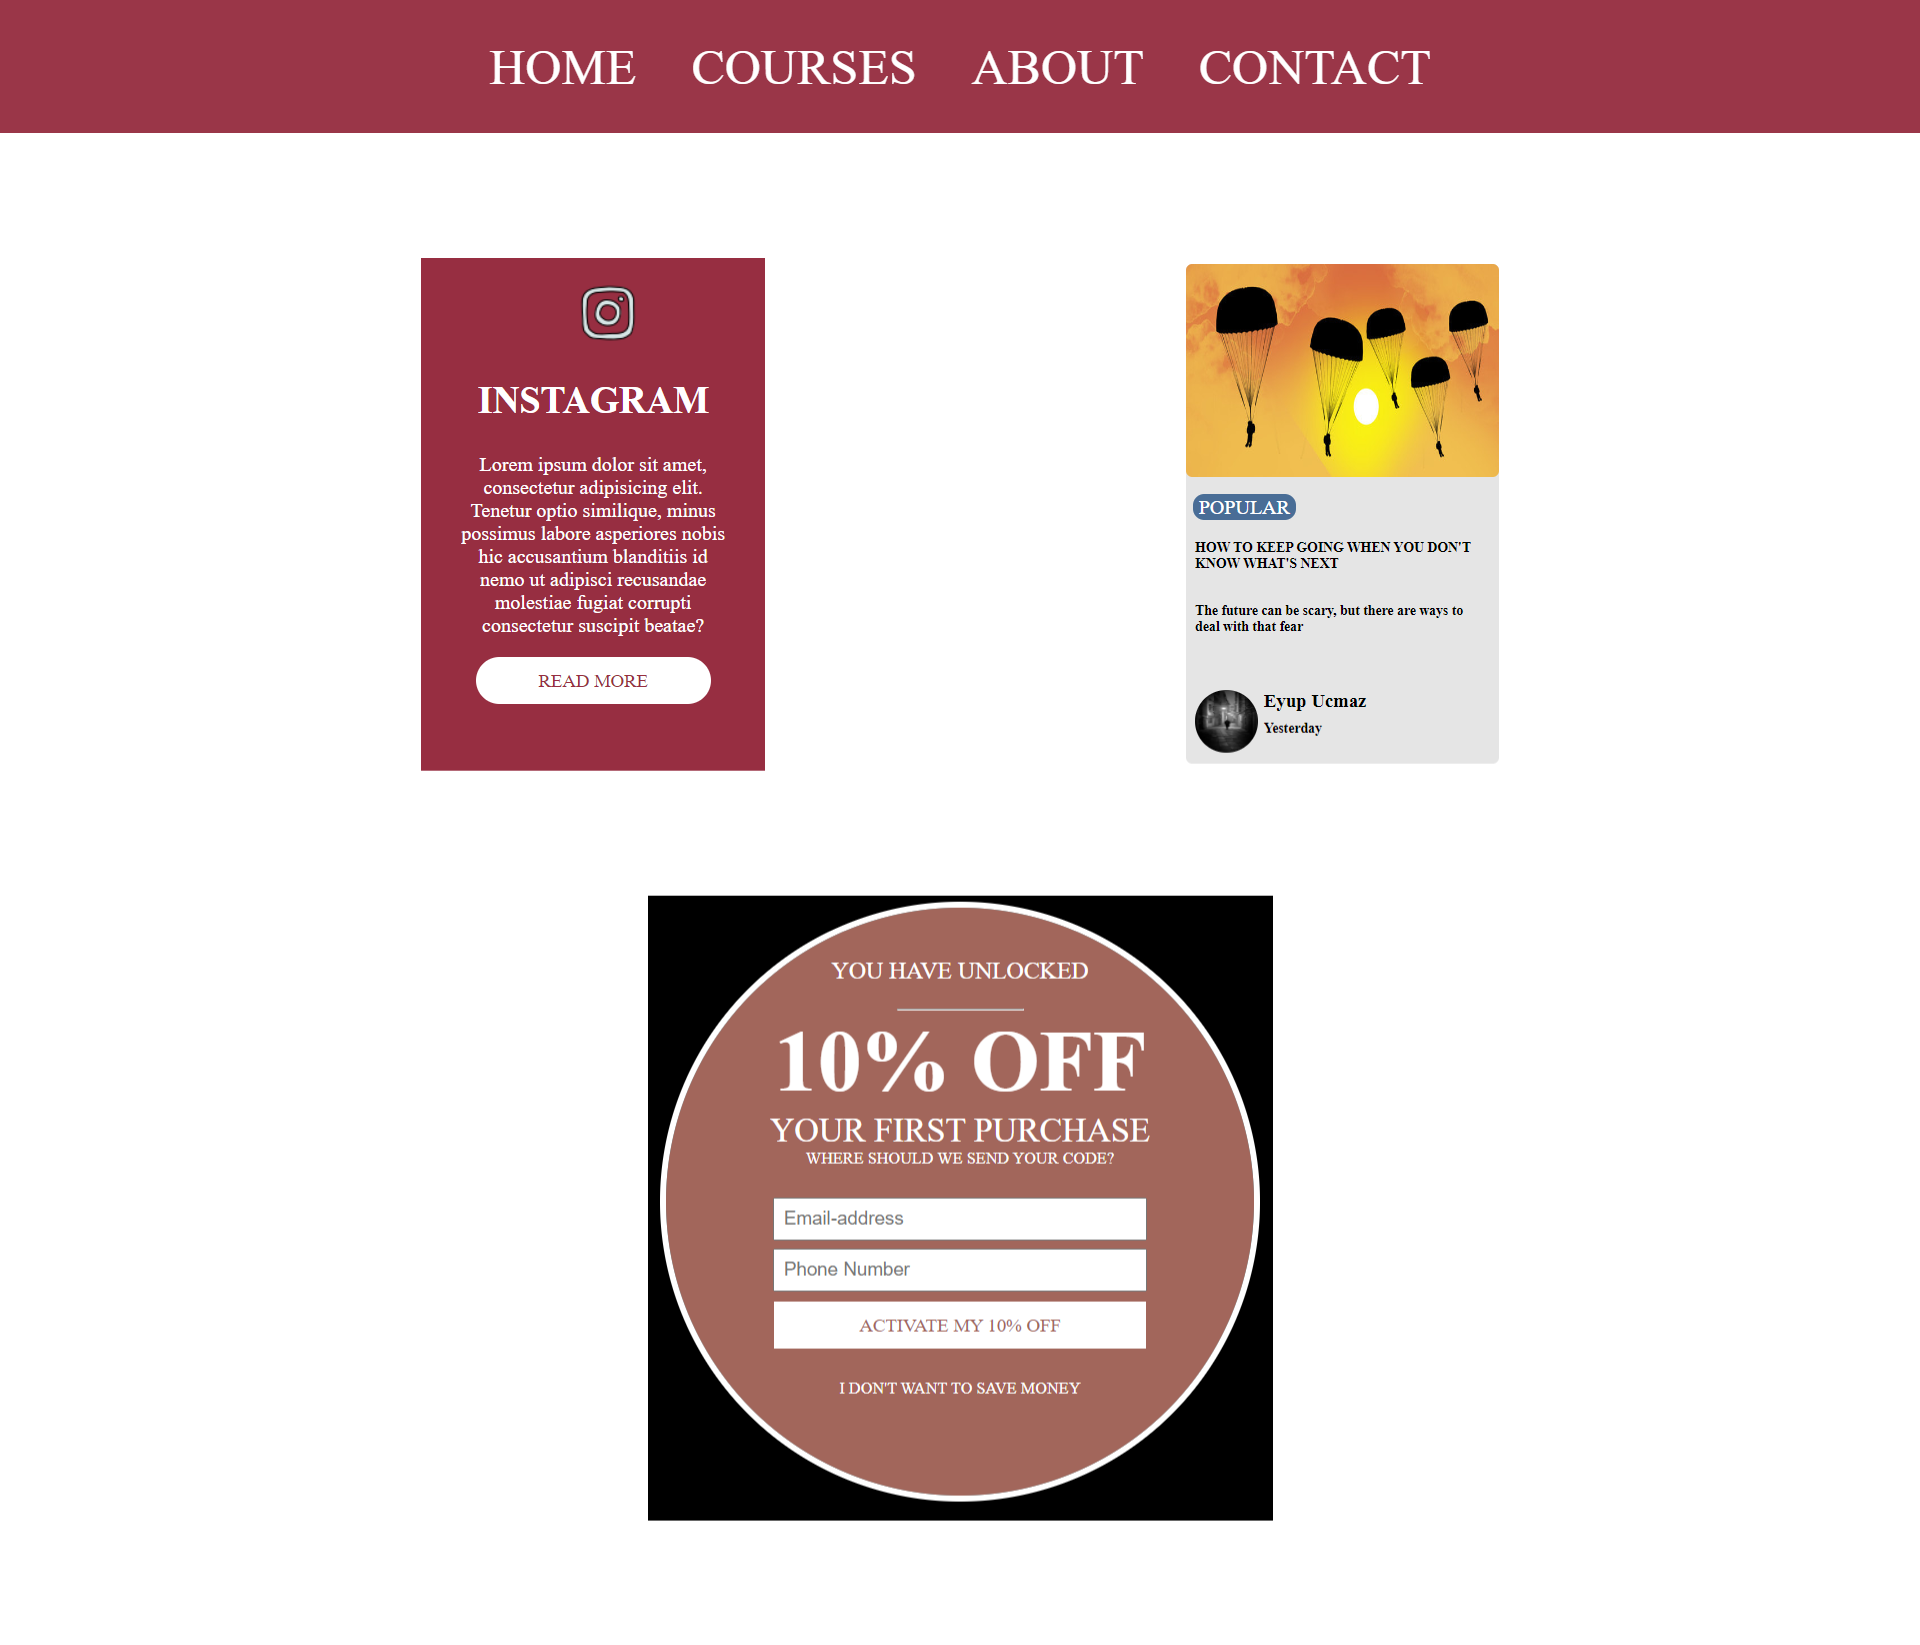 HOME COURSES ABOUT CONTACT
INSTAGRAM
Lorem ipsum dolor sit amet,
consectetur adipisicing elit.
Tenetur optio similique, minus
possimus labore asperiores nobis
hic accusantium blanditiis id
nemo ut adipisci recusandae
molestiae fugiat corrupti
consectetur suscipit beatae?
READ MORE
POPULAR
HOW TO KEEP GOING WHEN YOU DON'T
KNOW WHAT'S NEXT
The future can be scary, but there are ways to
deal with that fear
Eyup Ucmaz
Yesterday
YOU HAVE UNLOCKED
10% OFF
YOUR FIRST PURCHASE
WHERE SHOULD WE SEND YOUR CODE?
Email-address
Phone Number
ACTIVATE MY 10% OFF
I DON'T WANT TO SAVE MONEY